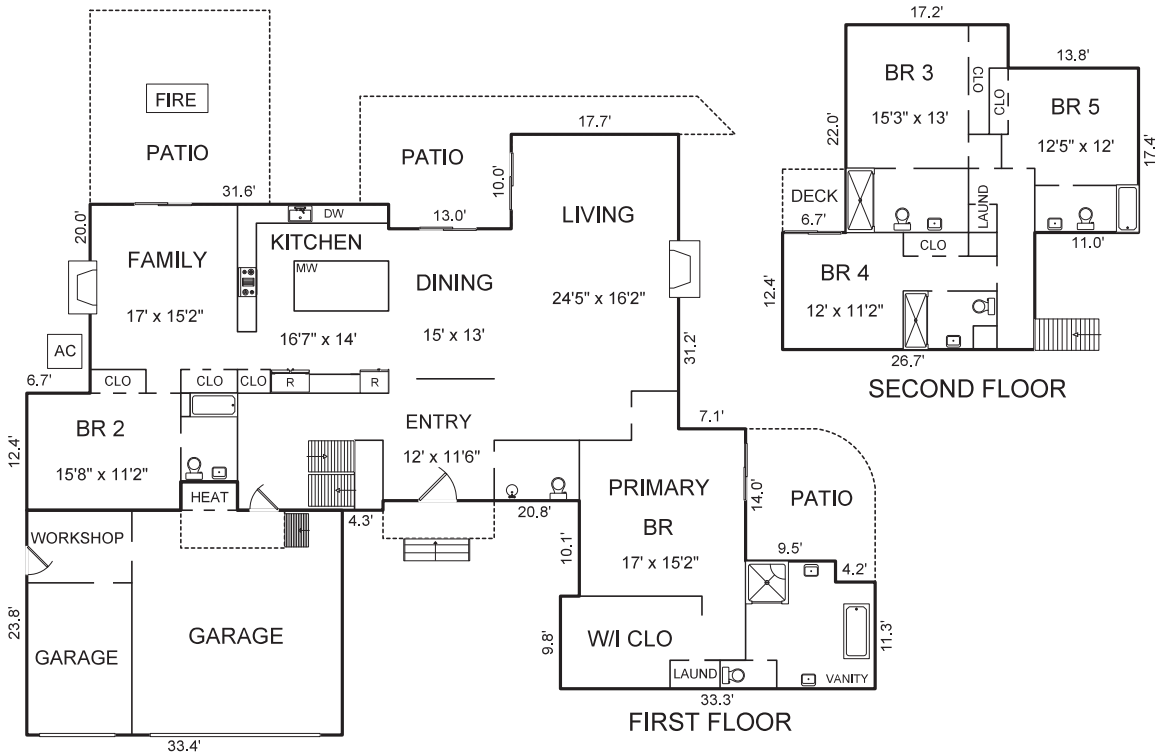 17.2'
13.8'
BR 3
CLO
CLO
BR 5
15'3" x 13'
12'5" x 12'
22.0'
17.4'
DECK
LAUND
6.7'
CLO
11.0'
BR 4
12' x 11'2"
12.4'
26.7'
SECOND FLOOR
FIRE
PATIO
31.6'
17.7'
PATIO
10.0'
13.0'
LIVING
24'5" x 16'2"
20.0'
FAMILY
17' x 15'2"
DW
KITCHEN
MW
16'7" x 14'
DINING
15' x 13'
31.2'
AC
6.7'
CLO
CLO
CLO
R
R
BR 2
15'8" x 11'2"
12.4'
ENTRY
12' x 11'6"
7.1'
PRIMARY
BR
17' x 15'2"
14.0'
PATIO
HEAT
4.3'
20.8'
10.1'
9.5'
4.2'
WORKSHOP
23.8'
GARAGE
GARAGE
33.4'
W/I CLO
9.8'
LAUND
VANITY
11.3'
33.3'
FIRST FLOOR